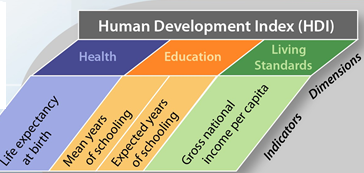 Human Development Index (HDI)
Health
Education
Living
Standards
Life expectancy
at birth
Mean years
of schooling
Expected years
of schooling
Gross national
income per capita
Indicators
Dimensions